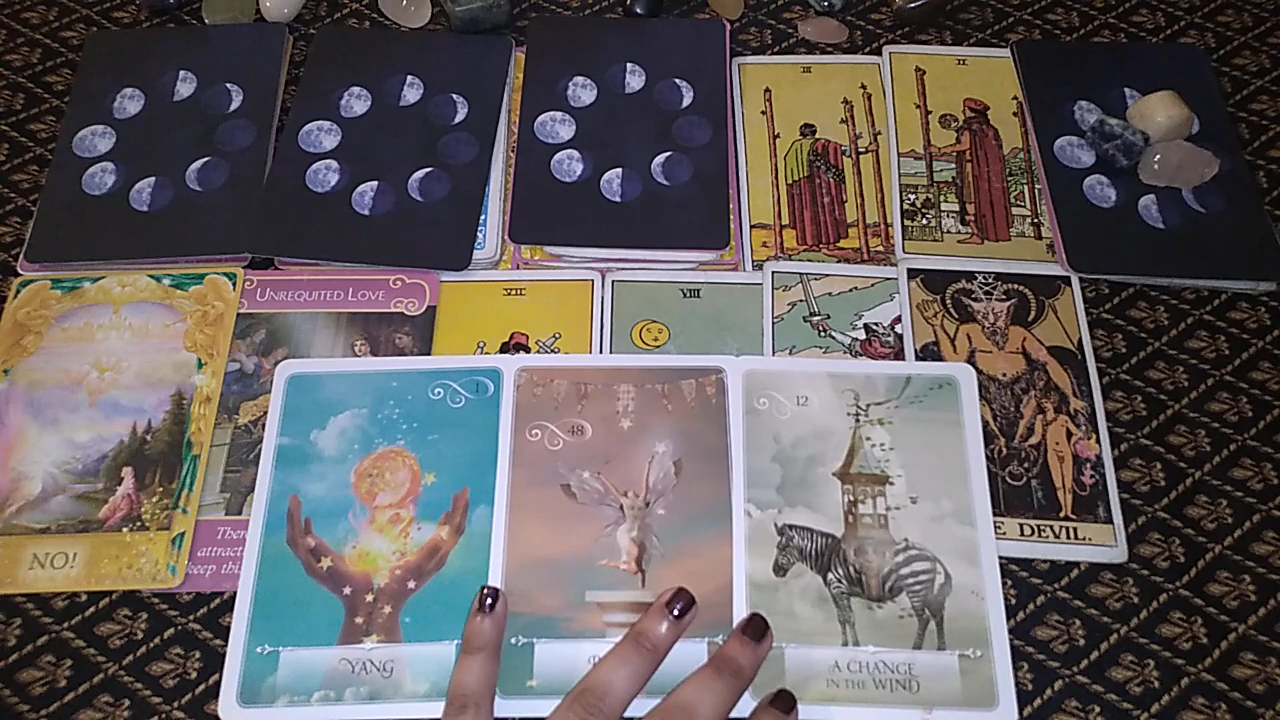 III
II
UNREQUITED LOVE
VII
VIII
XV
1
48
12
There
attract
keep this
NO!
E DEVIL.
YANG
A CHANGE
IN THE WIND